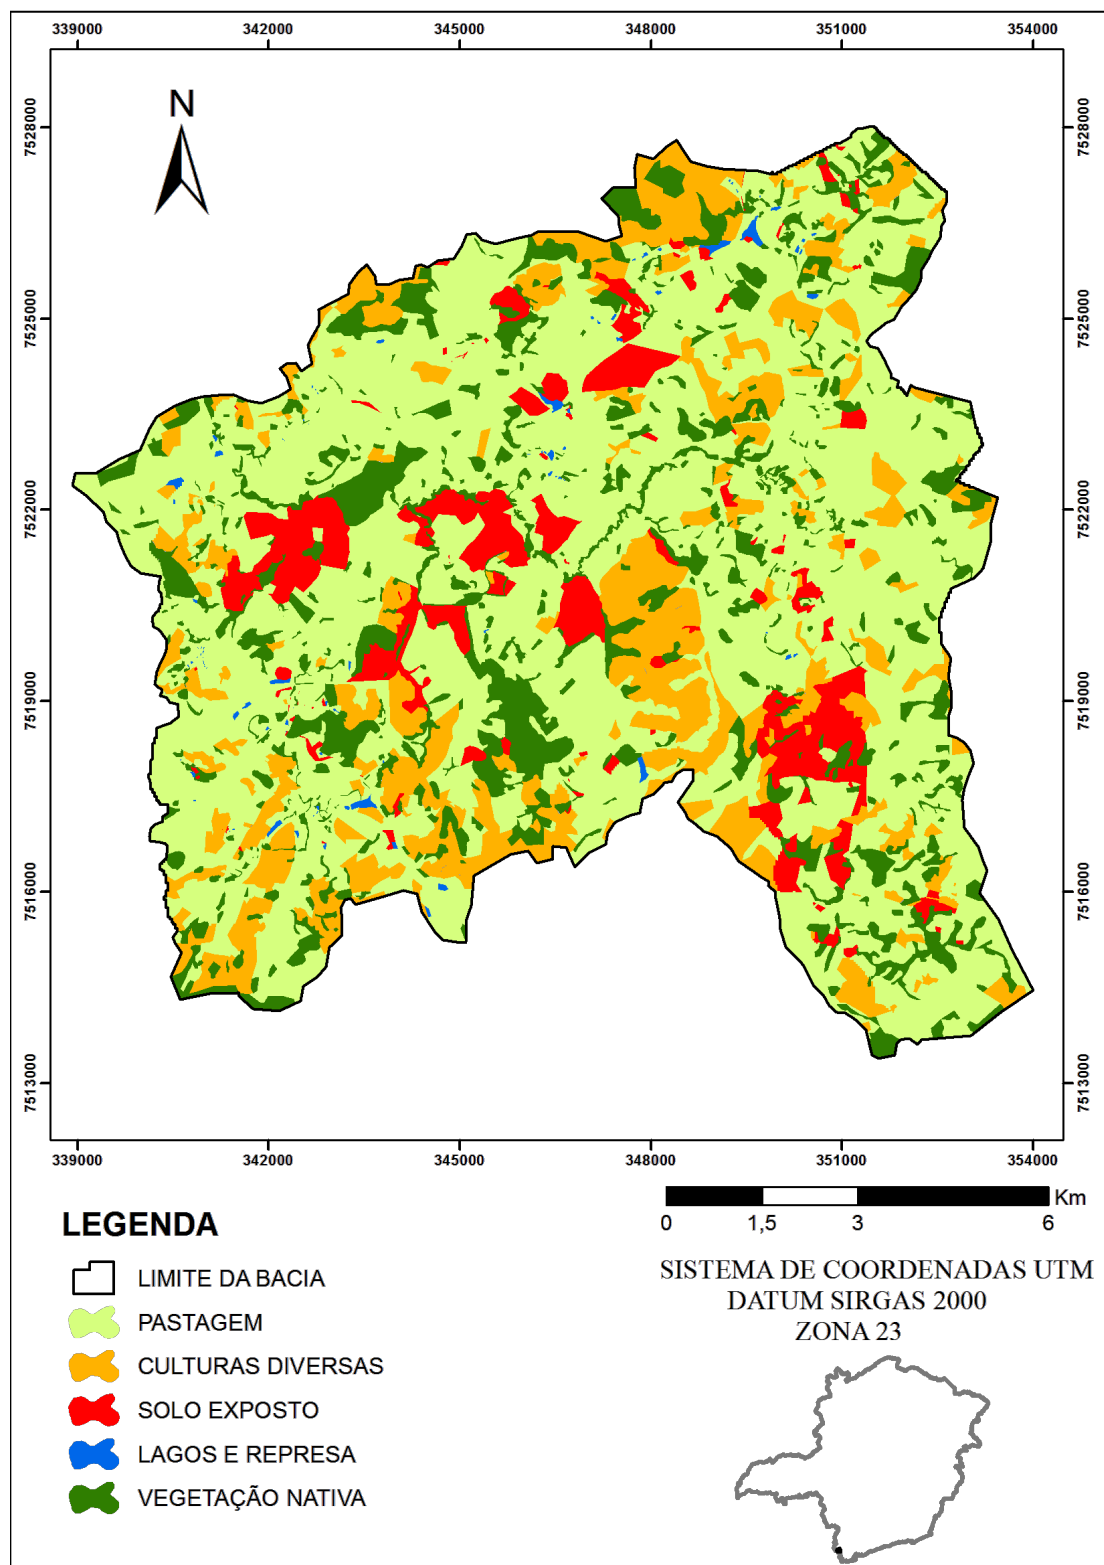 339000 342000 345000 348000 351000 354000
N
7528000 7528000
7525000 7525000
7522000 7522000
7519000 7519000
7516000 7516000
7513000 7513000
339000 342000 345000 348000 351000 354000
Km
0 1,5 3 6
LEGENDA
LIMITE DA BACIA
PASTAGEM
CULTURAS DIVERSAS
SOLO EXPOSTO
LAGOS E REPRESA
VEGETAÇÃO NATIVA
SISTEMA DE COORDENADAS UTM
DATUM SIRGAS 2000
ZONA 23